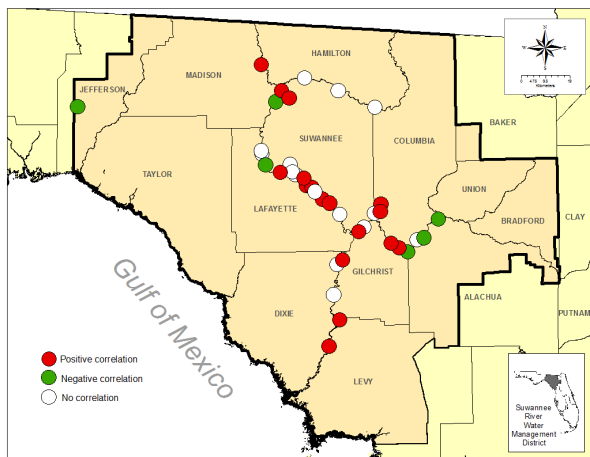 HAMILTON
MADISON
JEFFERSON
BAKER
SUWANNEE
COLUMBIA
TAYLOR
UNION
LAFAYETTE
BRADFORD
CLAY
GILCHRIST
ALACHUA
PUTNAM
DIXIE
LEVY
Gulf of Mexico
Positive correlation
Negative correlation
No correlation
Kilometers
Suwannee
River
Water
Management
District